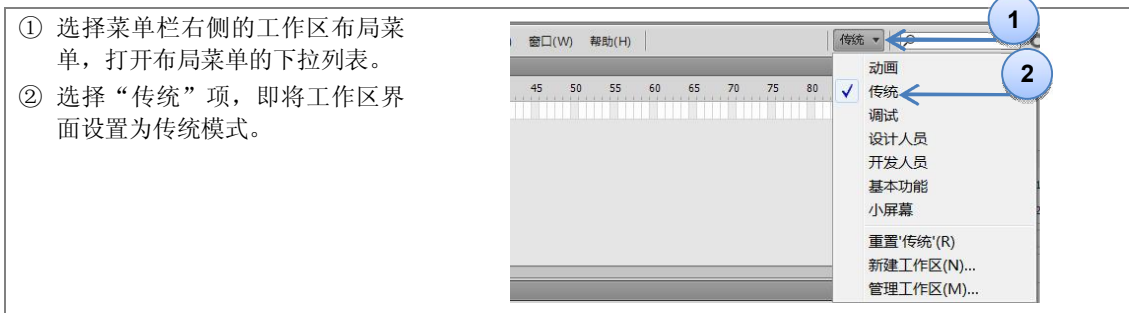 ① 选择菜单栏右侧的工作区布局菜
单，打开布局菜单的下拉列表。
② 选择“传统”项，即将工作区界
面设置为传统模式。
窗口(W) 帮助(H)
传统
1
2
45 50 55 60 65 70 75 80
动画
传统
调试
设计人员
开发人员
基本功能
小屏幕
重置'传统'(R)
新建工作区(N)...
管理工作区(M)...